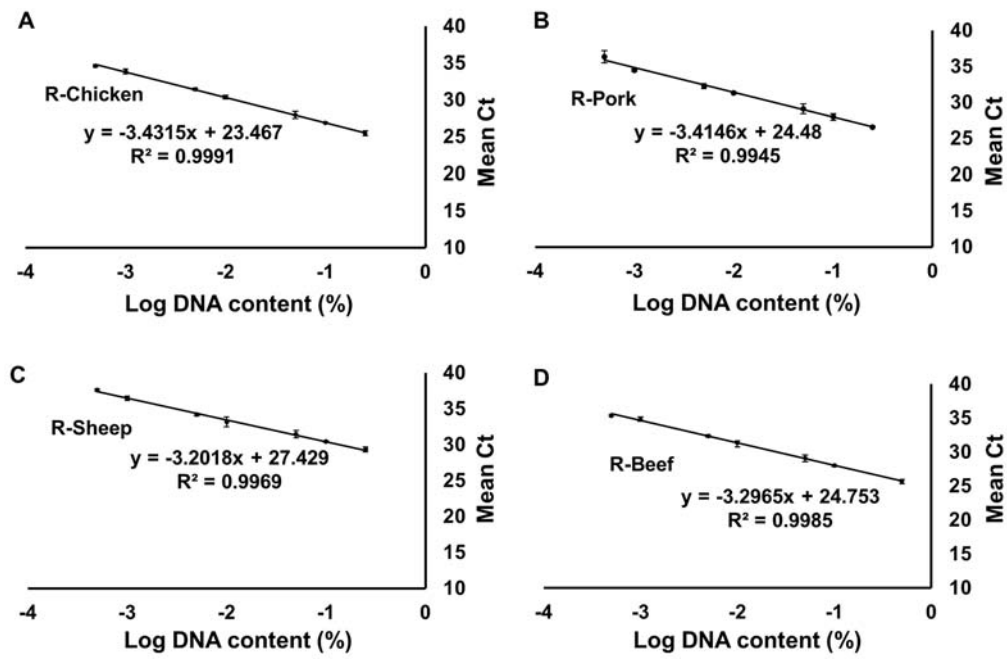 A
R-Chicken
y = -3.4315x + 23.467
R² = 0.9991
40
35
30
25
20
15
10
Mean Ct
-4
-3
-2
-1
0
Log DNA content (%)
B
R-Pork
y = -3.4146x + 24.48
R² = 0.9945
40
35
30
25
20
15
10
Mean Ct
-4
-3
-2
-1
0
Log DNA content (%)
C
R-Sheep
y = -3.2018x + 27.429
R² = 0.9969
40
35
30
25
20
15
10
Mean Ct
-4
-3
-2
-1
0
Log DNA content (%)
D
R-Beef
y = -3.2965x + 24.753
R² = 0.9985
40
35
30
25
20
15
10
Mean Ct
-4
-3
-2
-1
0
Log DNA content (%)